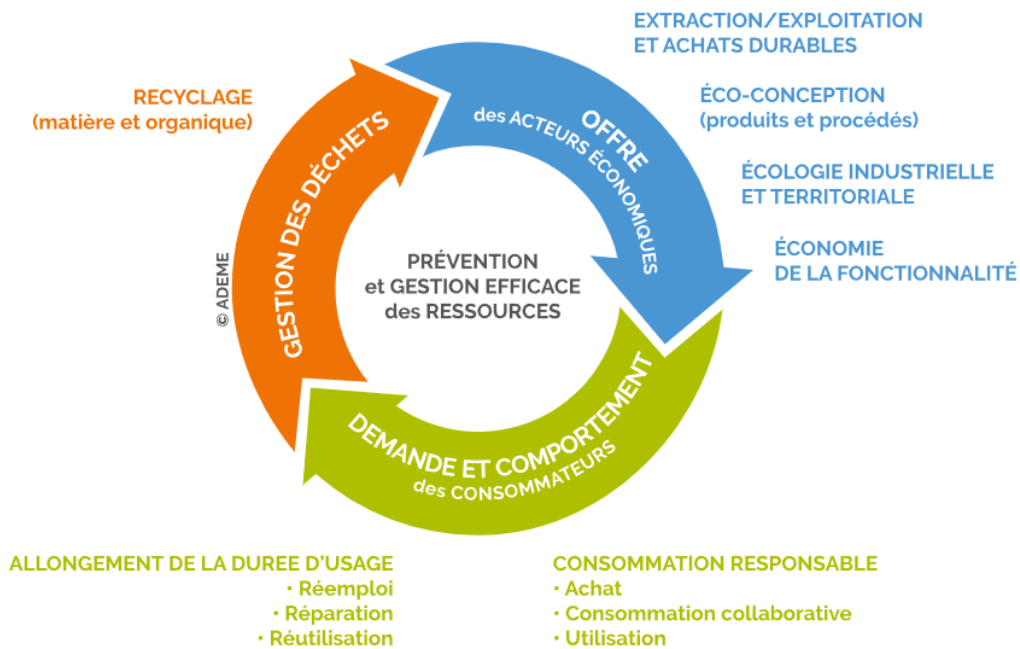 EXTRACTION/EXPLOITATION
ET ACHATS DURABLES
RECYCLAGE
(matière et organique)
ÉCO-CONCEPTION
(produits et procédés)
OFFRE
des ACTEURS ÉCONOMIQUES
GESTION DES DÉCHETS
ÉCOLOGIE INDUSTRIELLE
ET TERRITORIALE
ÉCONOMIE
DE LA FONCTIONNALITÉ
PRÉVENTION
et GESTION EFFICACE
des RESSOURCES
© ADEME
DEMANDE ET COMPORTEMENT
des CONSOMMATEURS
ALLONGEMENT DE LA DUREE D'USAGE
• Réemploi
• Réparation
• Réutilisation
CONSOMMATION RESPONSABLE
• Achat
• Consommation collaborative
• Utilisation